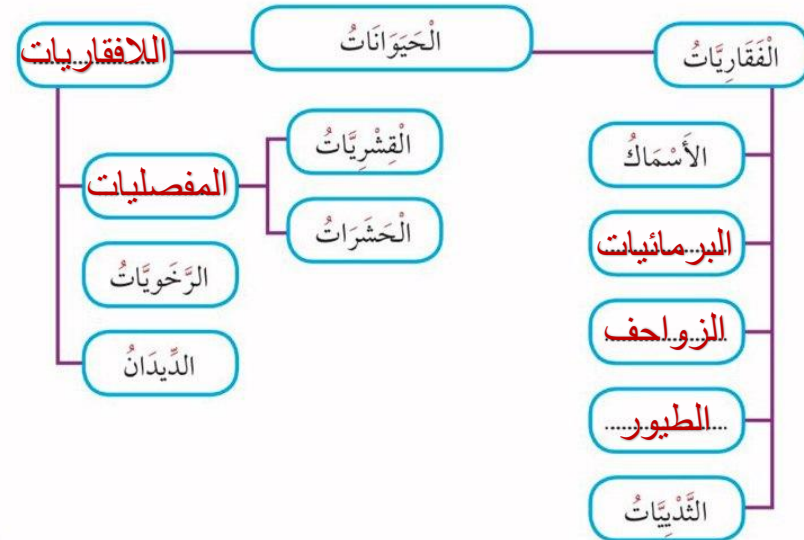 الْحَيَوَانَاتُ
الْفَقَارِيَّاتُ
الأَسْمَاكُ
البرمائيات
الزواحف
الطيور
الثَّدْيِيَّاتُ
اللافقاريات
المفصليات
الْقِشْرِيَّاتُ
الْحَشَرَاتُ
الرَّخَوِيَّاتُ
الدِّيدَانُ